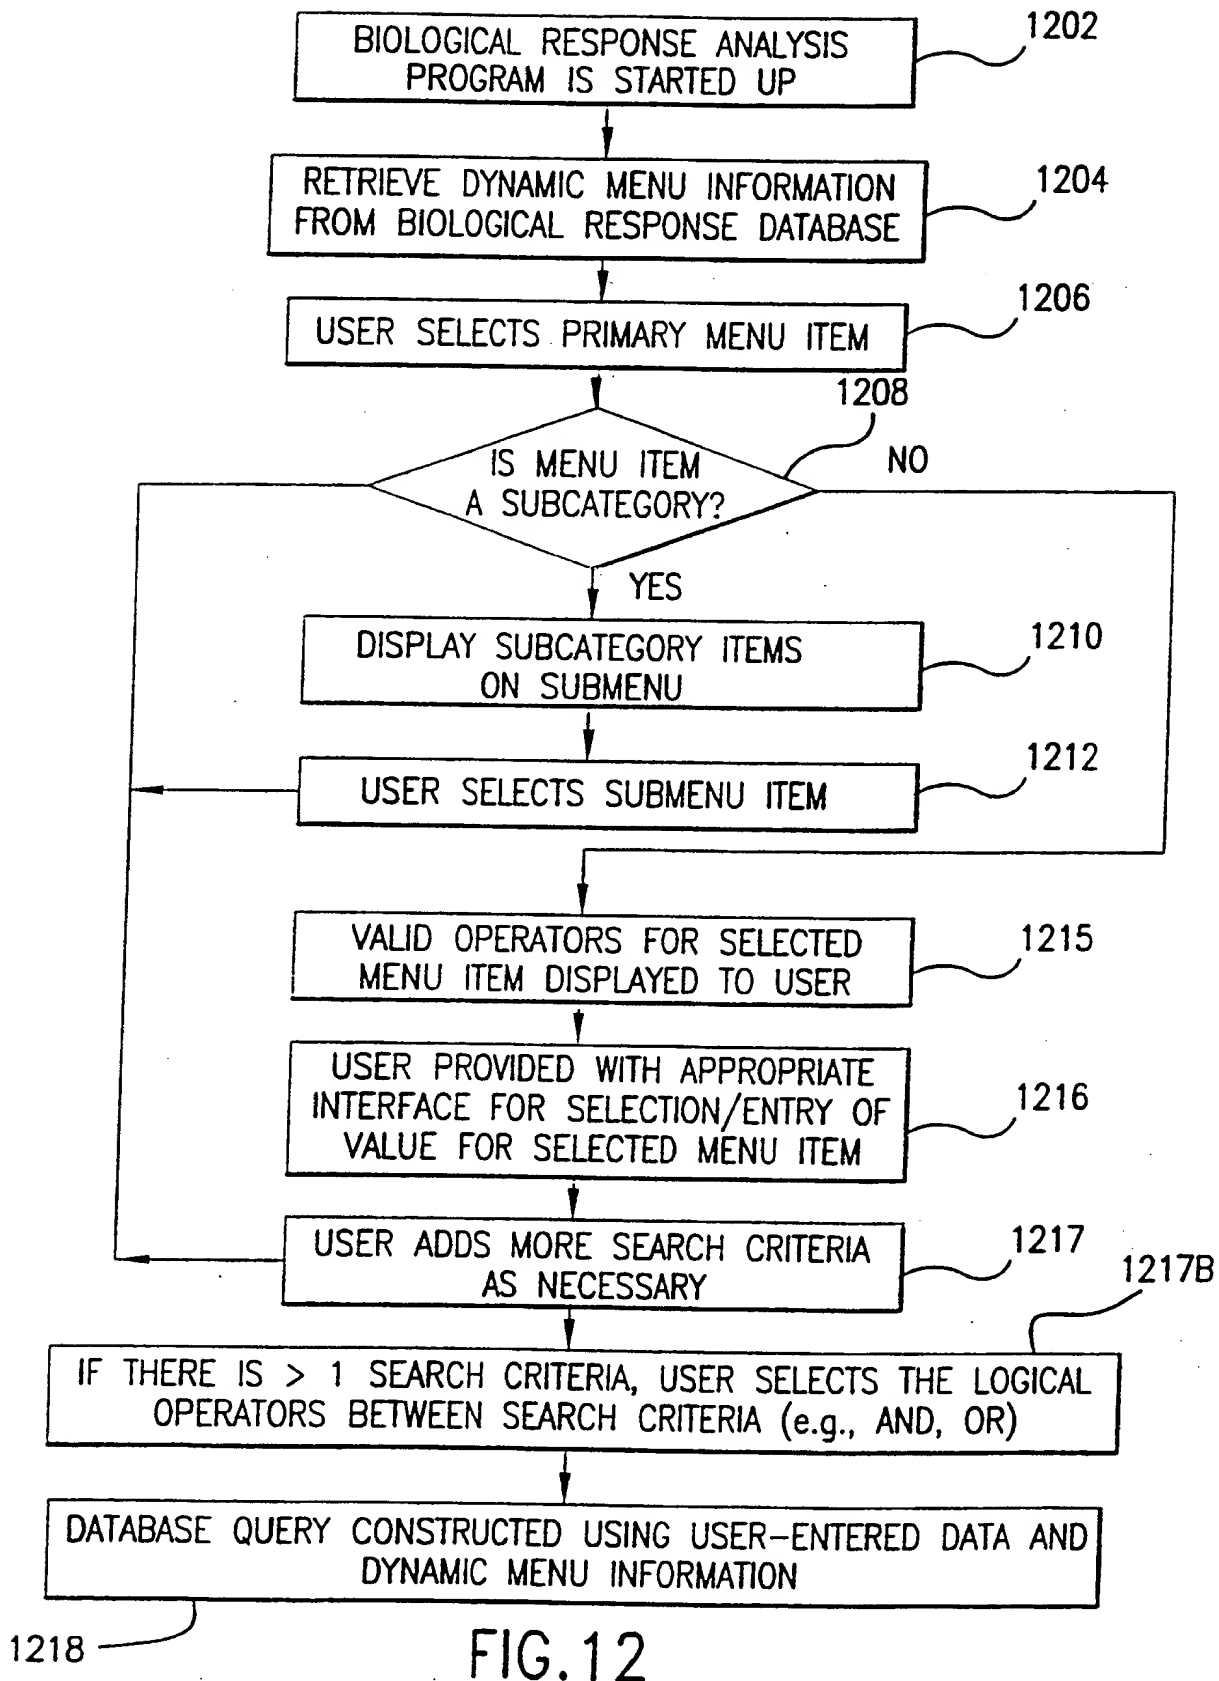 BIOLOGICAL RESPONSE ANALYSIS
PROGRAM IS STARTED UP
1202
RETRIEVE DYNAMIC MENU INFORMATION
FROM BIOLOGICAL RESPONSE DATABASE
1204
USER SELECTS PRIMARY MENU ITEM
1206
1208
IS MENU ITEM
A SUBCATEGORY?
NO
YES
DISPLAY SUBCATEGORY ITEMS
ON SUBMENU
1210
USER SELECTS SUBMENU ITEM
1212
VALID OPERATORS FOR SELECTED
MENU ITEM DISPLAYED TO USER
1215
USER PROVIDED WITH APPROPRIATE
INTERFACE FOR SELECTION/ENTRY OF
VALUE FOR SELECTED MENU ITEM
1216
USER ADDS MORE SEARCH CRITERIA
AS NECESSARY
1217
1217B
IF THERE IS > 1 SEARCH CRITERIA, USER SELECTS THE LOGICAL
OPERATORS BETWEEN SEARCH CRITERIA (e.g., AND, OR)
DATABASE QUERY CONSTRUCTED USING USER-ENTERED DATA AND
DYNAMIC MENU INFORMATION
1218
FIG.12